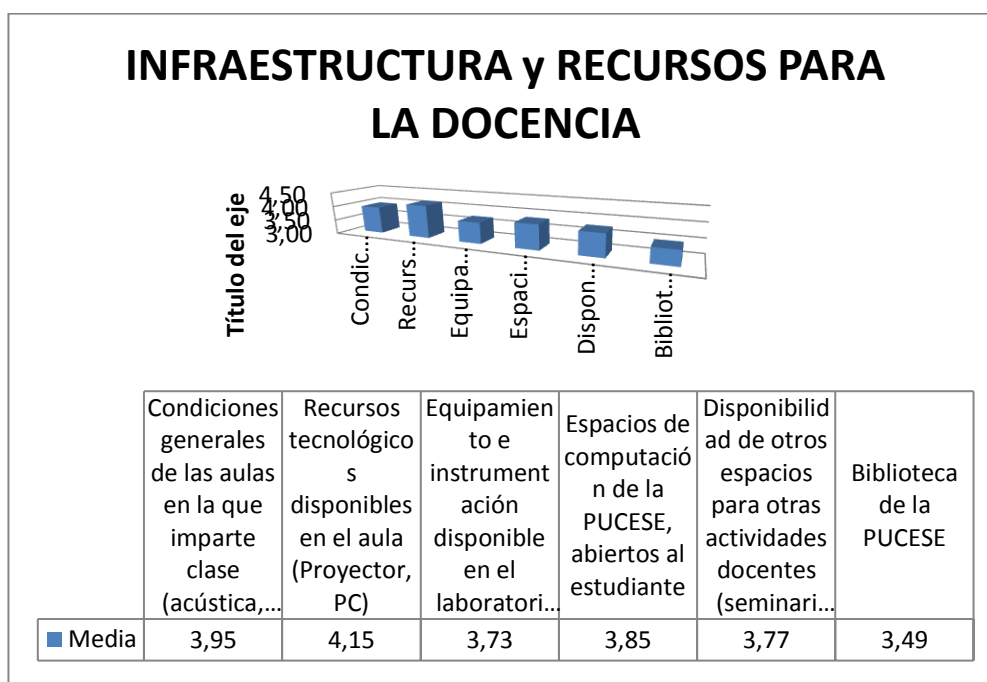 INFRAESTRUCTURA y RECURSOS PARA
LA DOCENCIA
Título del eje
4,50
4,00
3,50
3,00
Condic…
Recurs…
Equipa…
Espaci…
Dispon…
Bibliot…
Condiciones
generales
de las aulas
en la que
imparte
clase
(acústica,…
Recursos
tecnológico
s
disponibles
en el aula
(Proyector,
PC)
Equipamien
to e
instrument
ación
disponible
en el
laboratori…
Espacios de
computació
n de la
PUCESE,
abiertos al
estudiante
Disponibilid
ad de otros
espacios
para otras
actividades
docentes
(seminari…
Biblioteca
de la
PUCESE
Media 3,95 4,15 3,73 3,85 3,77 3,49